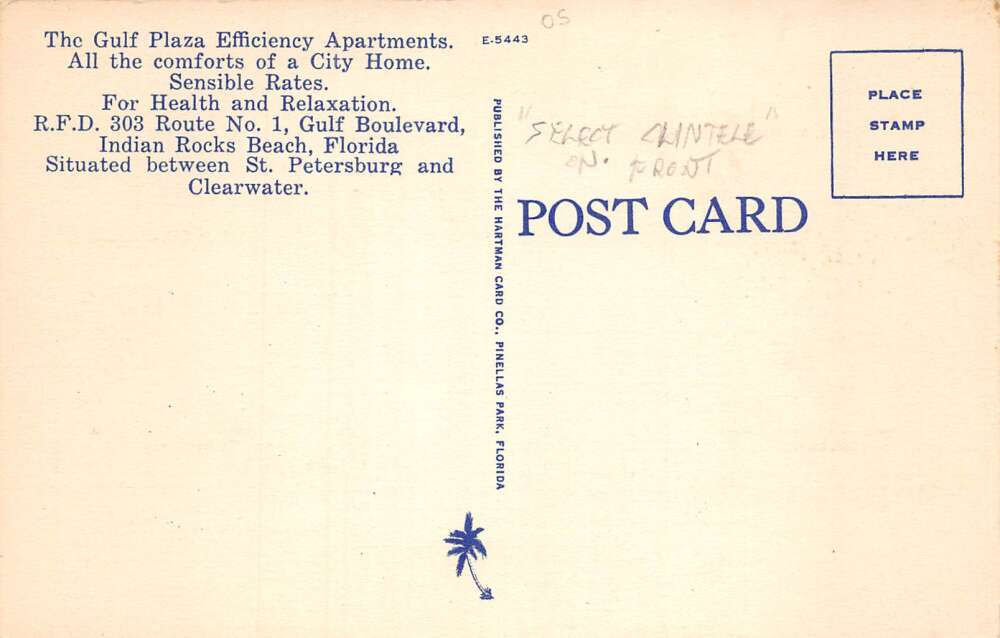 The Gulf Plaza Efficiency Apartments.
All the comforts of a City Home.
Sensible Rates.
For Health and Relaxation.
R.F.D. 303 Route No. 1, Gulf Boulevard,
Indian Rocks Beach, Florida
Situated between St. Petersburg and
Clearwater.
E-5443
OS
PUBLISHED BY THE HARTMAN CARD CO., PINELLAS PARK, FLORIDA
"SELECT CLINTELE"
ON. FRONT
POST CARD
PLACE
STAMP
HERE